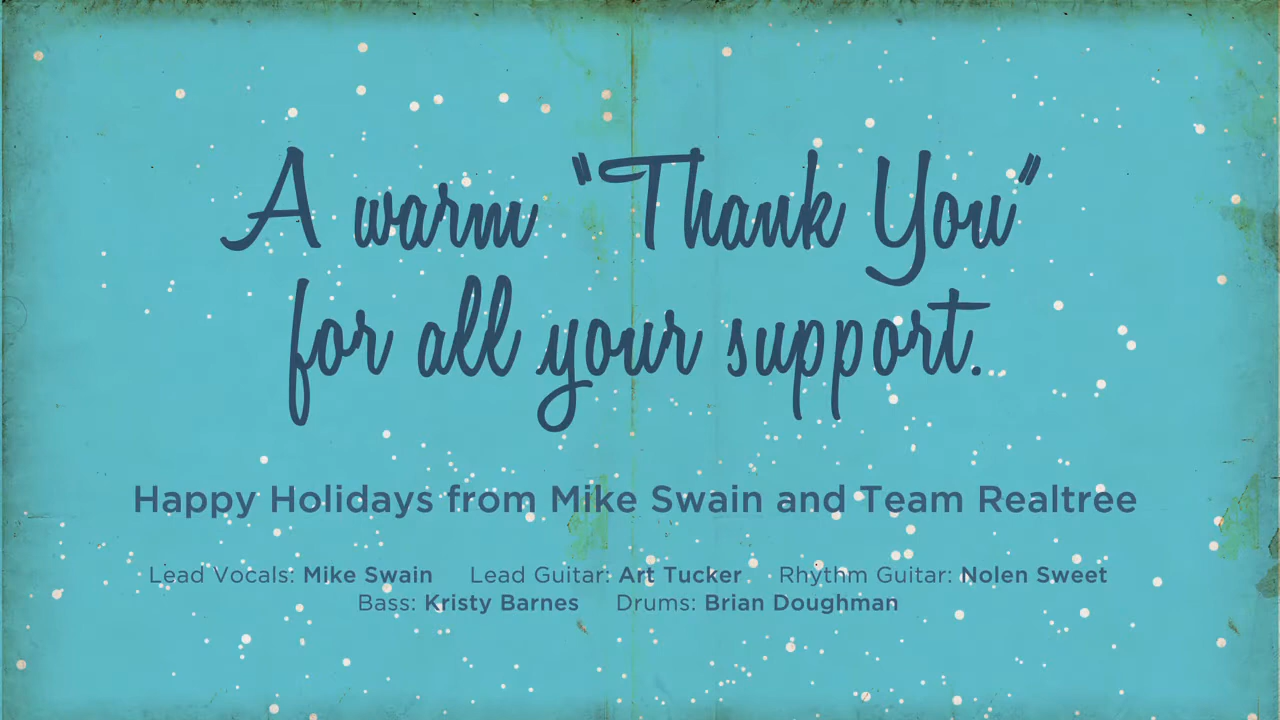 A warm "Thank You"
for all your support.
Happy Holidays from Mike Swain and Team Realtree
Lead Vocals: Mike Swain Lead Guitar: Art Tucker Rhythm Guitar: Nolen Sweet
Bass: Kristy Barnes Drums: Brian Doughman